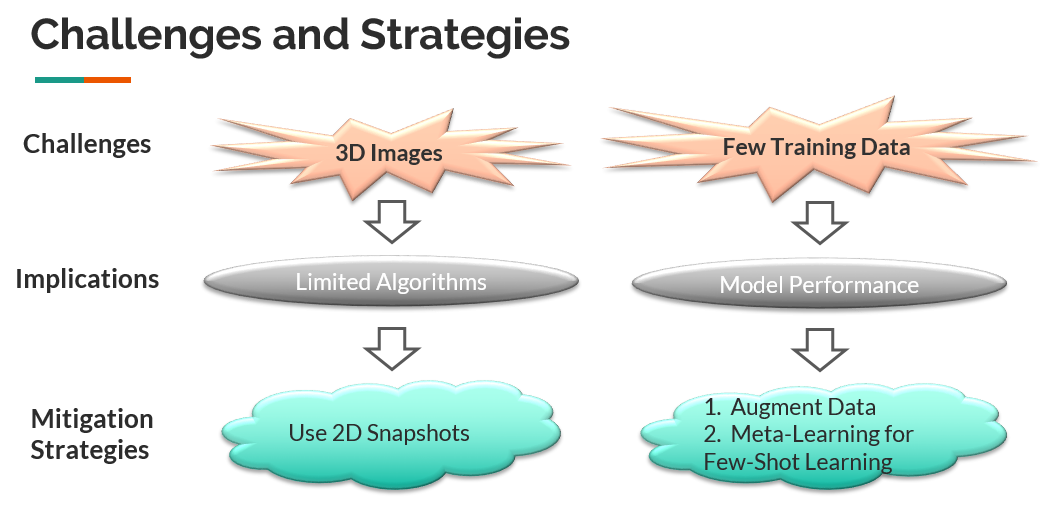 Challenges and Strategies
Challenges
3D Images
Few Training Data
Implications
Limited Algorithms
Model Performance
Mitigation
Strategies
Use 2D Snapshots
1. Augment Data
2. Meta-Learning for
Few-Shot Learning